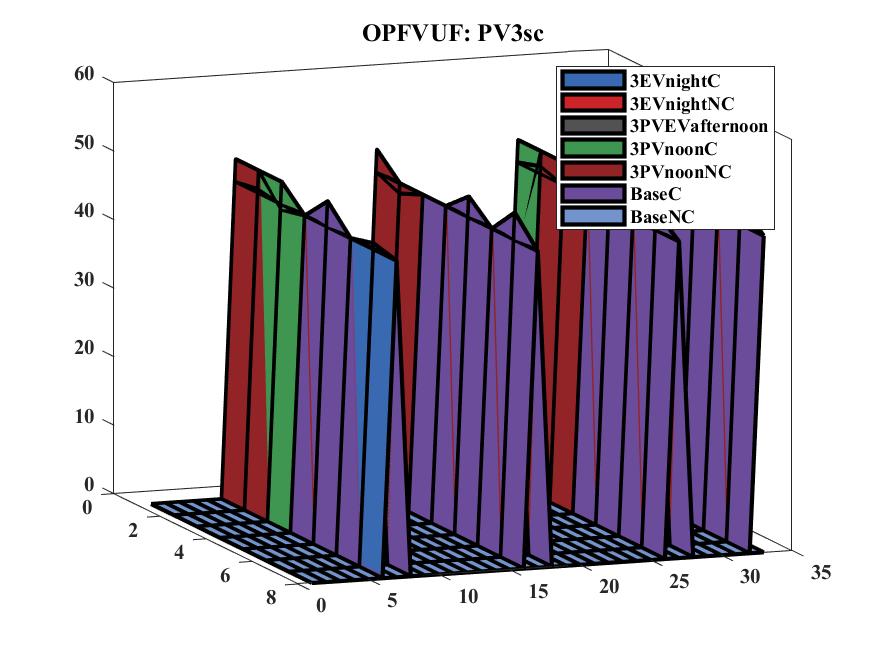 OPFVUF: PV3sc
3EVnightC
3EVnightNC
3PVEVafternoon
3PVnoonC
3PVnoonNC
BaseC
BaseNC
60
50
40
30
20
10
0
0
2
4
6
8
0
5
10
15
20
25
30
35